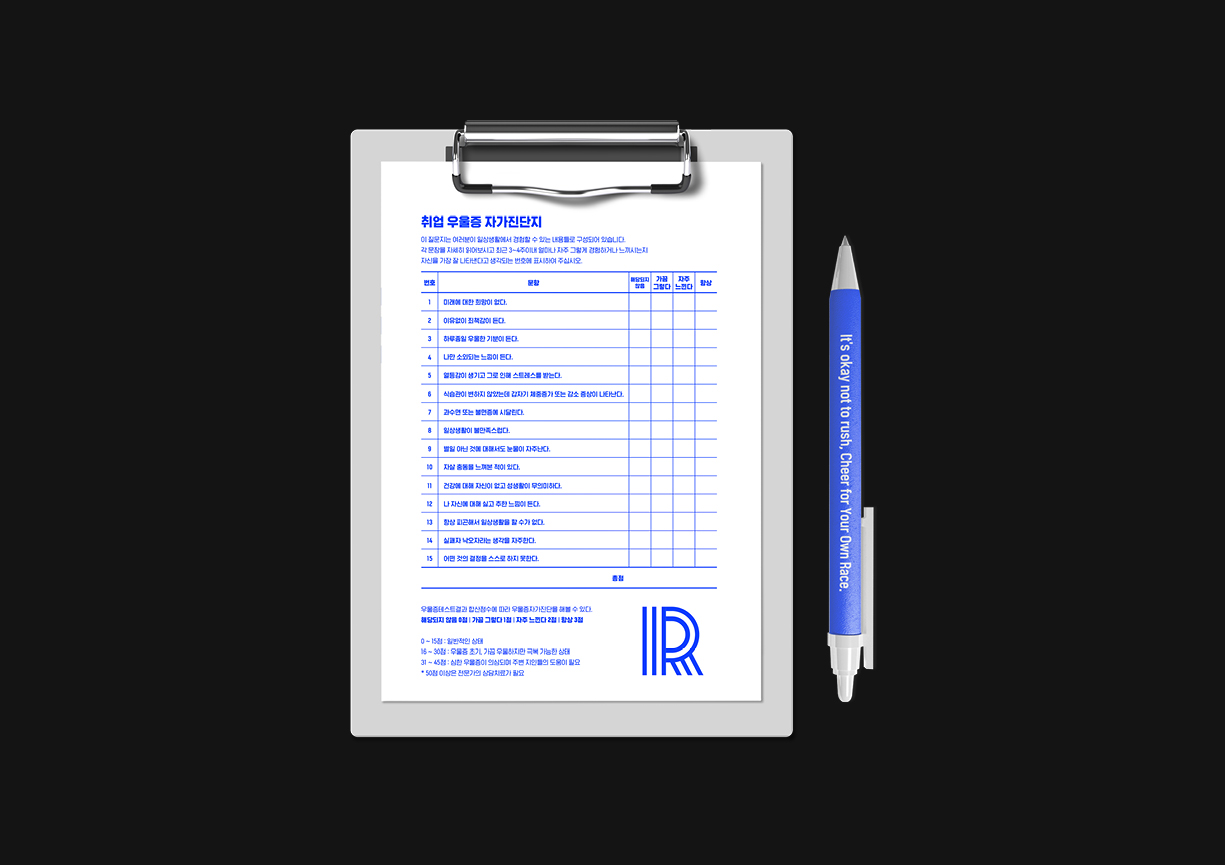 취업 우울증 자가진단지
이 질문지는 여러분이 일상생활에서 경험할 수 있는 내용들로 구성되어 있습니다.
각 문장을 자세히 읽어보시고 최근 3~4주이내 얼마나 자주 그렇게 경험하거나 느끼시는지
자신을 가장 잘 나타낸다고 생각되는 번호에 표시하여 주십시오.
번호 문항 해당되지 않음 가끔 그렇다 자주 느낀다 항상
1 미래에 대한 희망이 없다.
2 이유없이 죄책감이 든다.
3 하루종일 우울한 기분이 든다.
4 나만 소외되는 느낌이 든다.
5 열등감이 생기고 그로 인해 스트레스를 받는다.
6 식습관이 변하지 않았는데 갑자기 체중증가 또는 감소 증상이 나타난다.
7 과수면 또는 불면증에 시달린다.
8 일상생활이 불만족스럽다.
9 별일 아닌 것에 대해서도 눈물이 자주난다.
10 자살 충동을 느껴본 적이 있다.
11 건강에 대해 자신이 없고 성생활이 무의미하다.
12 나 자신에 대해 싫고 추한 느낌이 든다.
13 항상 피곤해서 일상생활을 할 수가 없다.
14 실패자 낙오자라는 생각을 자주한다.
15 어떤 것의 결정을 스스로 하지 못한다.
총점
우울증테스트결과 합산점수에 따라 우울증자가진단을 해볼 수 있다.
해당되지 않음 0점 | 가끔 그렇다 1점 | 자주 느낀다 2점 | 항상 3점
0 ~ 15점 : 일반적인 상태
16 ~ 30점 : 우울증 초기, 가끔 우울하지만 극복 가능한 상태
31 ~ 45점 : 심한 우울증이 의심되며 주변 지인들의 도움이 필요
* 50점 이상은 전문가의 상담치료가 필요
R
It's okay not to rush, Cheer for Your Own Race.